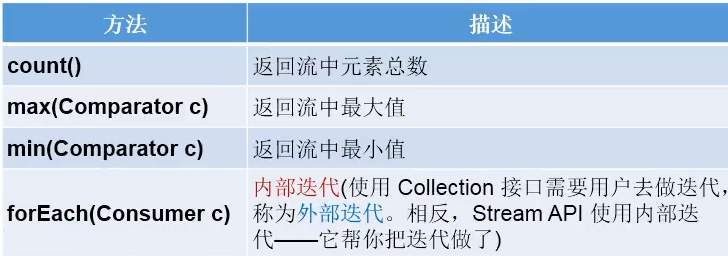 方法 描述
count() 返回流中元素总数
max(Comparator c) 返回流中最大值
min(Comparator c) 返回流中最小值
forEach(Consumer c) 内部迭代(使用 Collection 接口需要用户去做迭代,
称为外部迭代。相反，Stream API 使用内部迭
代——它帮你把迭代做了)